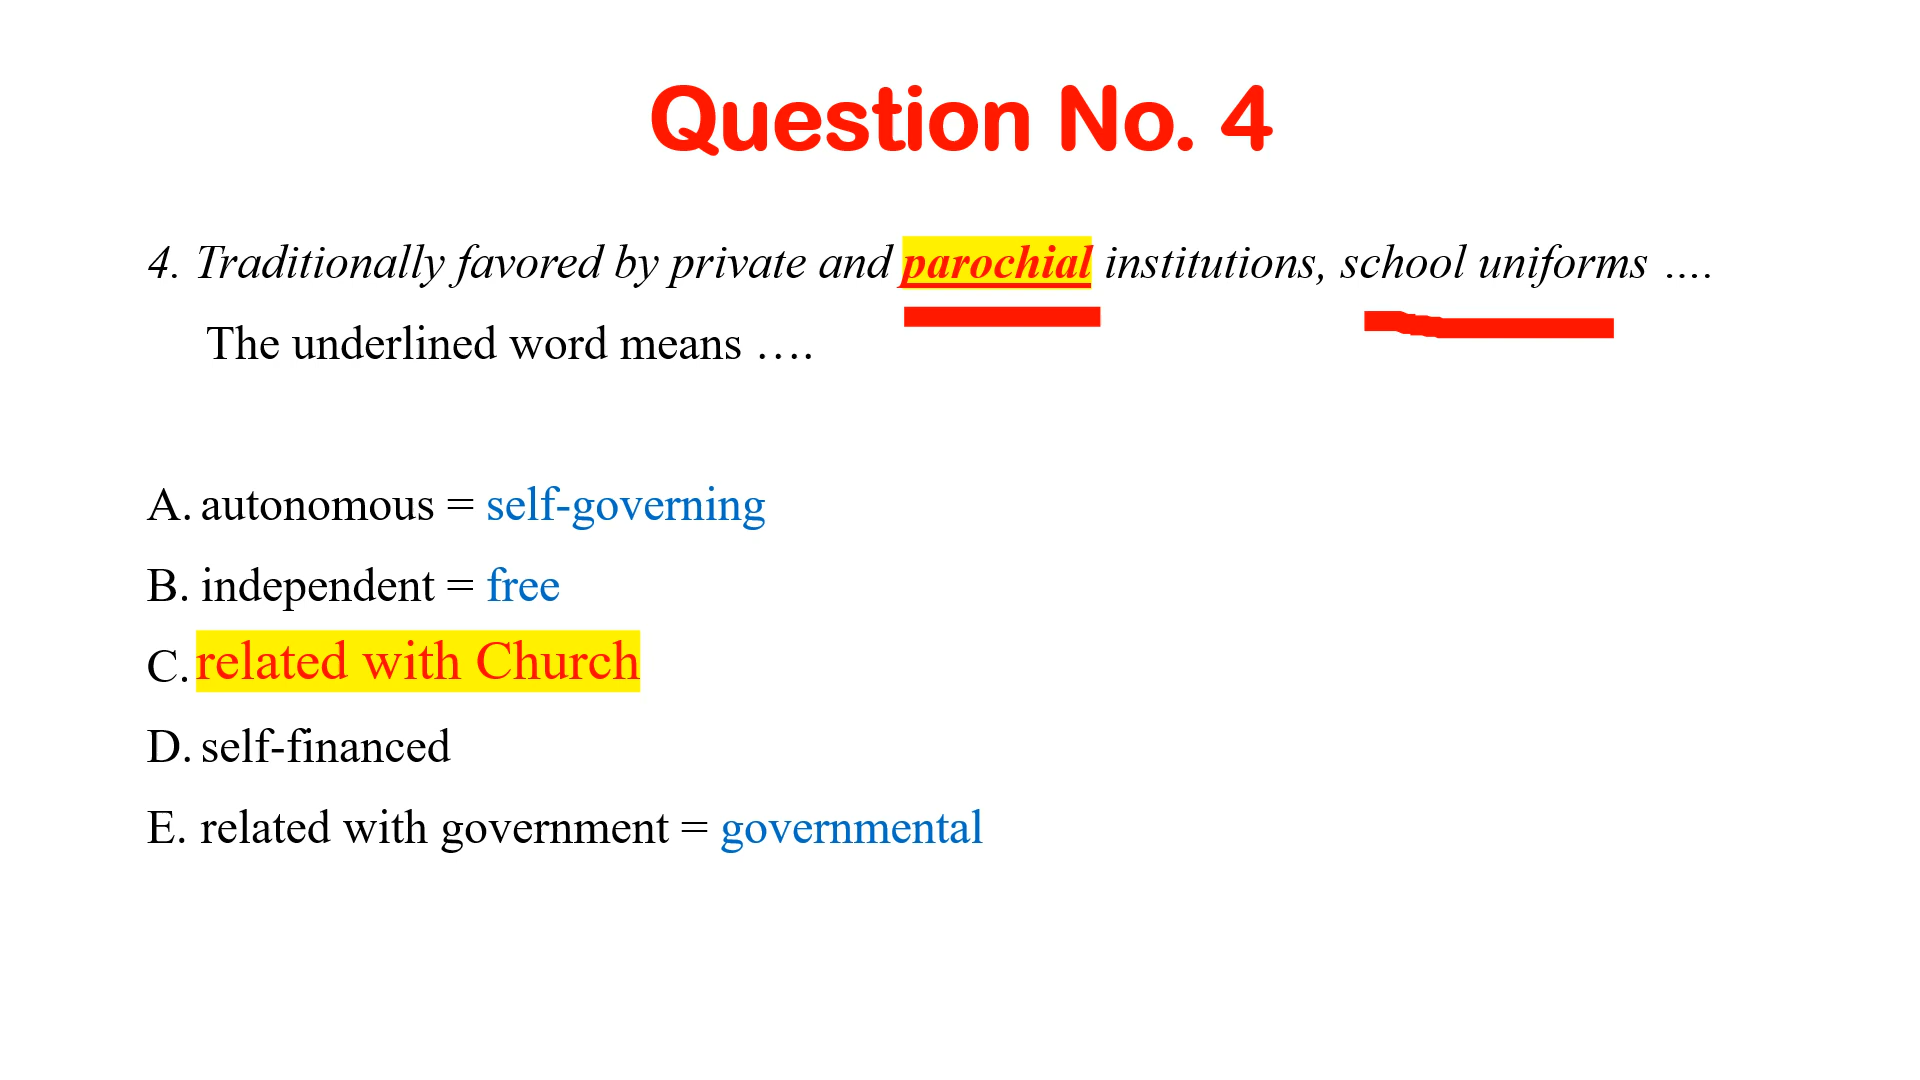 Question No. 4
4. Traditionally favored by private and parochial institutions, school uniforms ….
The underlined word means ….
A. autonomous = self-governing
B. independent = free
C. related with Church
D. self-financed
E. related with government = governmental